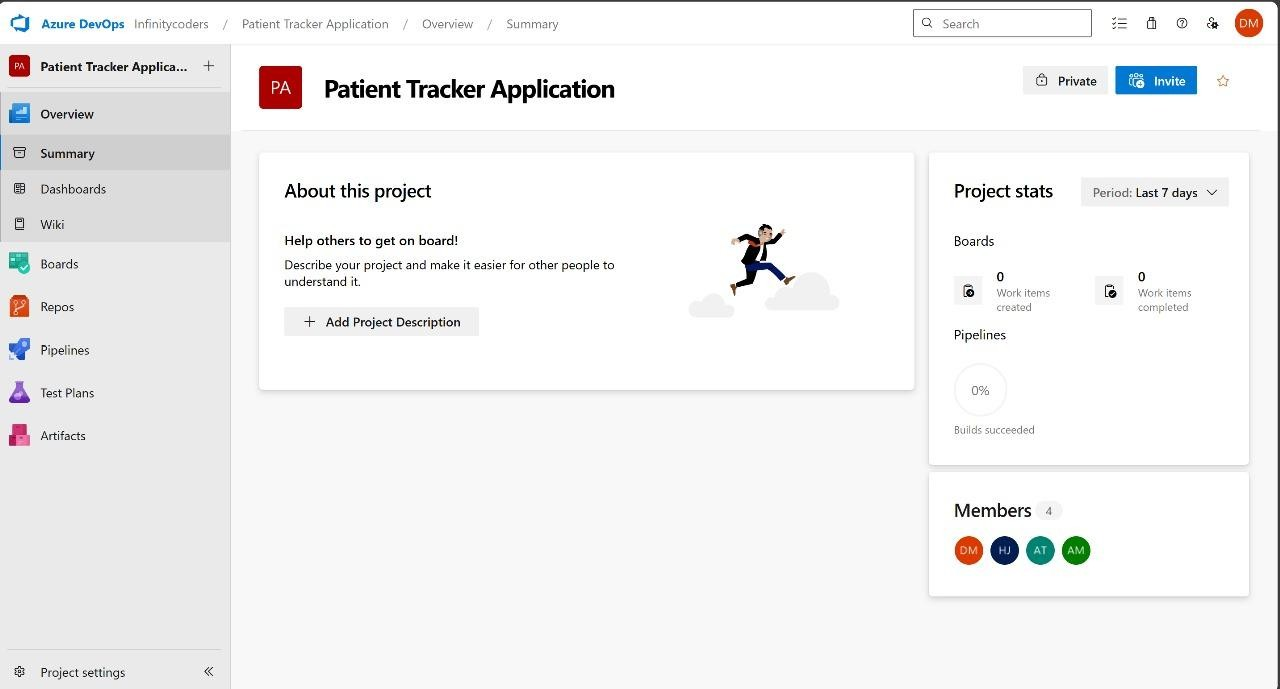 Azure DevOps Infinitycoders / Patient Tracker Application / Overview / Summary
Search
DM
PA Patient Tracker Applica... +
Overview
Summary
Dashboards
Wiki
Boards
Repos
Pipelines
Test Plans
Artifacts
Project settings
PA Patient Tracker Application
Private
Invite
About this project
Help others to get on board!
Describe your project and make it easier for other people to
understand it.
+ Add Project Description
Project stats
Period: Last 7 days
Boards
0
Work items
created
0
Work items
completed
Pipelines
0%
Builds succeeded
Members 4
DM HJ AT AM